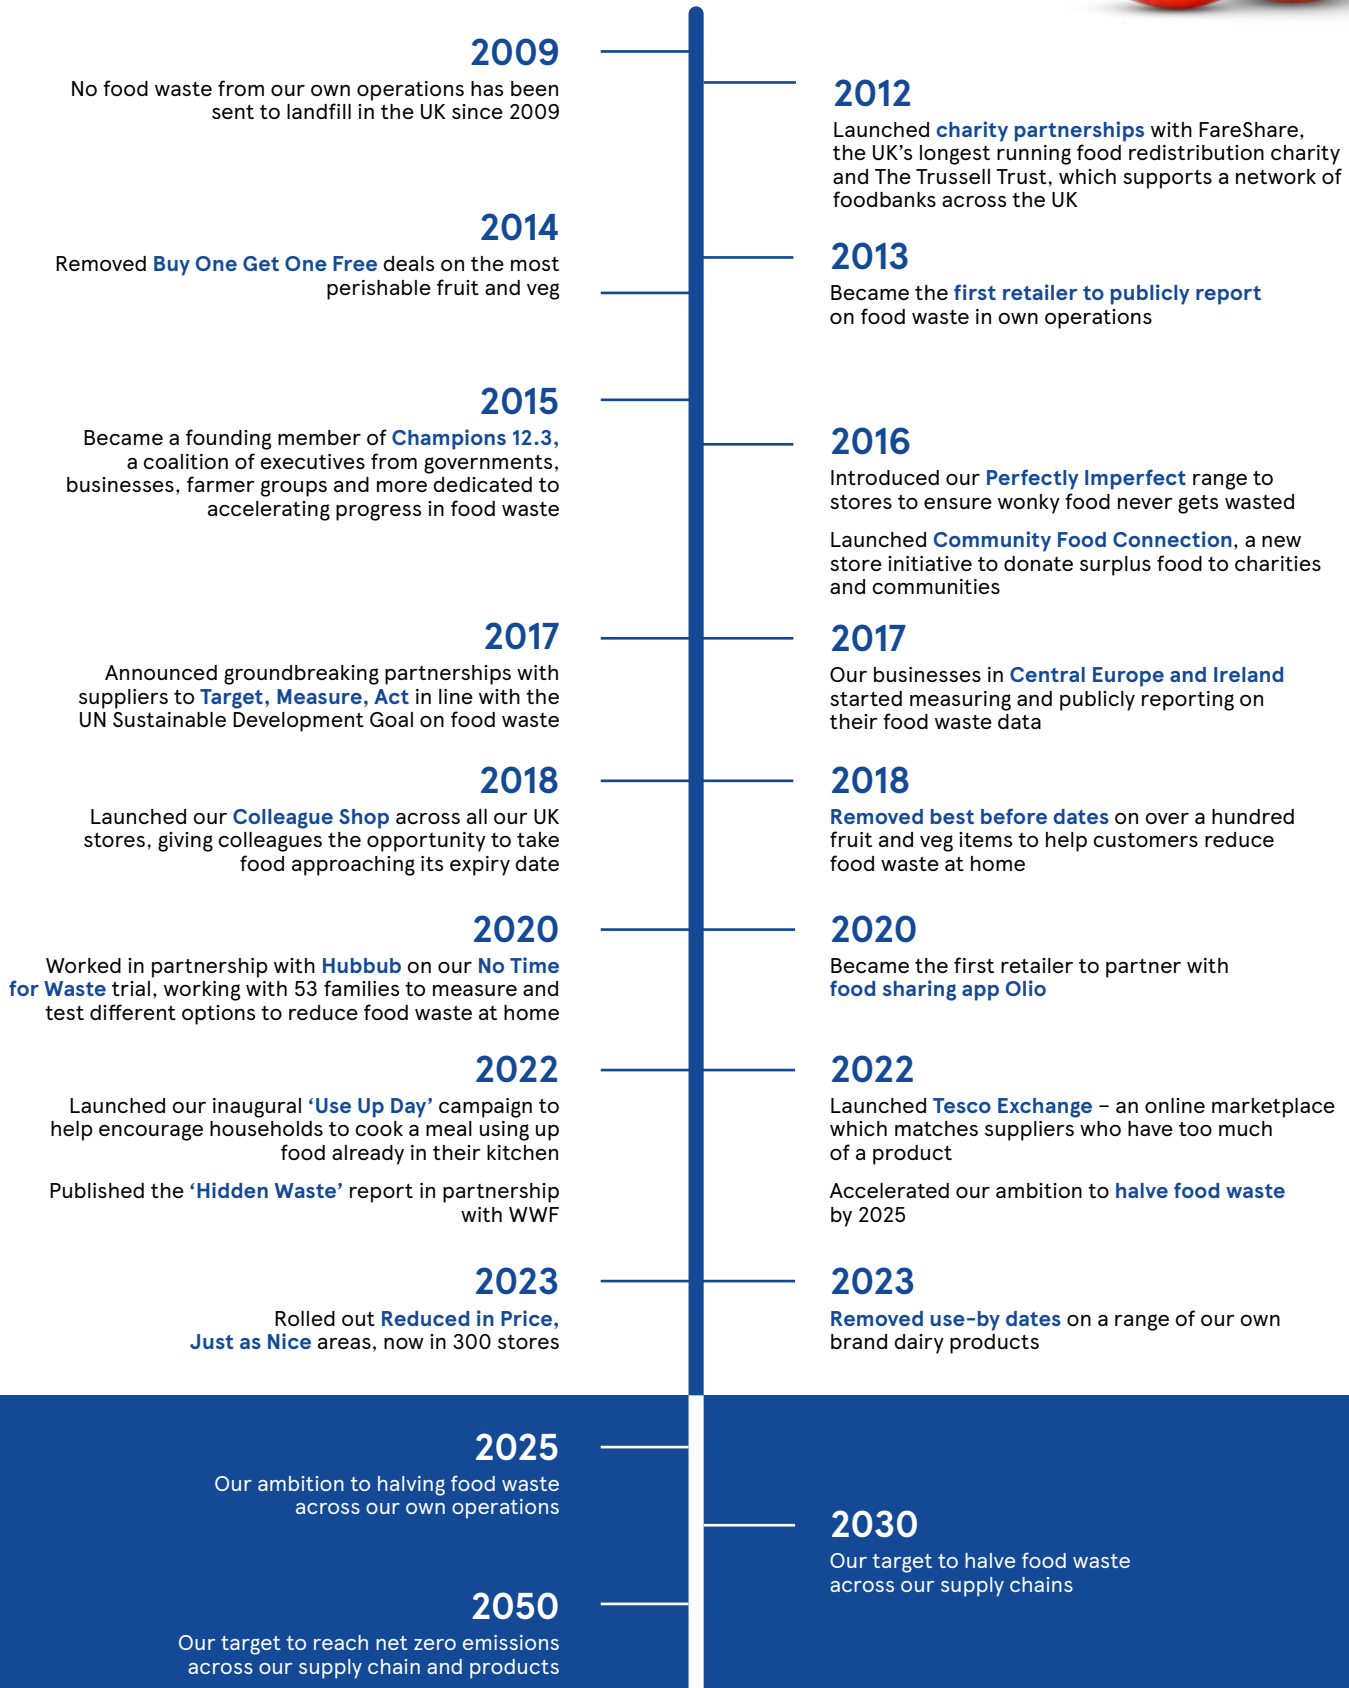 2009
No food waste from our own operations has been
sent to landfill in the UK since 2009
2012
Launched charity partnerships with FareShare,
the UK’s longest running food redistribution charity
and The Trussell Trust, which supports a network of
foodbanks across the UK
2014
Removed Buy One Get One Free deals on the most
perishable fruit and veg
2013
Became the first retailer to publicly report
on food waste in own operations
2015
Became a founding member of Champions 12.3,
a coalition of executives from governments,
businesses, farmer groups and more dedicated to
accelerating progress in food waste
2016
Introduced our Perfectly Imperfect range to
stores to ensure wonky food never gets wasted
Launched Community Food Connection, a new
store initiative to donate surplus food to charities
and communities
2017
Announced groundbreaking partnerships with
suppliers to Target, Measure, Act in line with the
UN Sustainable Development Goal on food waste
2017
Our businesses in Central Europe and Ireland
started measuring and publicly reporting on
their food waste data
2018
Launched our Colleague Shop across all our UK
stores, giving colleagues the opportunity to take
food approaching its expiry date
2018
Removed best before dates on over a hundred
fruit and veg items to help customers reduce
food waste at home
2020
Worked in partnership with Hubbub on our No Time
for Waste trial, working with 53 families to measure and
test different options to reduce food waste at home
2020
Became the first retailer to partner with
food sharing app Olio
2022
Launched our inaugural ‘Use Up Day’ campaign to
help encourage households to cook a meal using up
food already in their kitchen
Published the ‘Hidden Waste’ report in partnership
with WWF
2022
Launched Tesco Exchange – an online marketplace
which matches suppliers who have too much
of a product
Accelerated our ambition to halve food waste
by 2025
2023
Rolled out Reduced in Price,
Just as Nice areas, now in 300 stores
2023
Removed use-by dates on a range of our own
brand dairy products
2025
Our ambition to halving food waste
across our own operations
2030
Our target to halve food waste
across our supply chains
2050
Our target to reach net zero emissions
across our supply chain and products